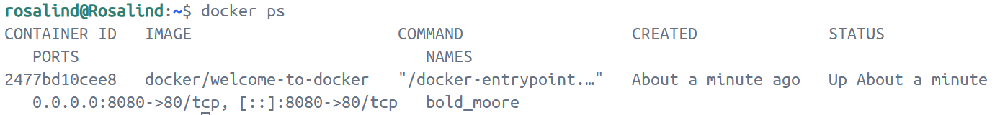 rosalind@Rosalind:~$ docker ps
CONTAINER ID   IMAGE                      COMMAND                  CREATED              STATUS
   PORTS                                     NAMES
2477bd10cee8   docker/welcome-to-docker   "/docker-entrypoint.…"   About a minute ago   Up About a minute
   0.0.0.0:8080->80/tcp, [::]:8080->80/tcp   bold_moore